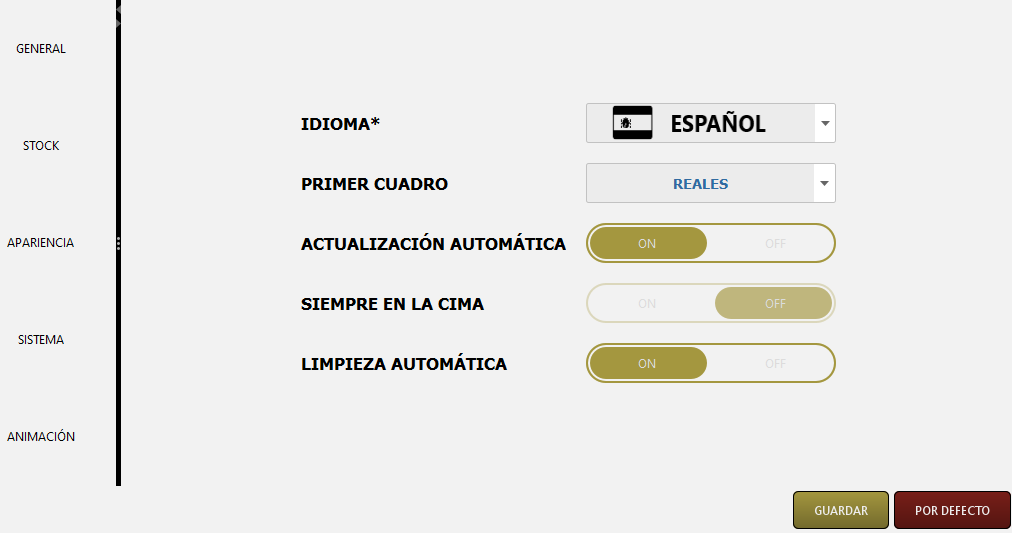 GENERAL
STOCK
APARIENCIA
SISTEMA
ANIMACIÓN
IDIOMA* ESPAÑOL
PRIMER CUADRO REALES
ACTUALIZACIÓN AUTOMÁTICA ON OFF
SIEMPRE EN LA CIMA ON OFF
LIMPIEZA AUTOMÁTICA ON OFF
GUARDAR POR DEFECTO